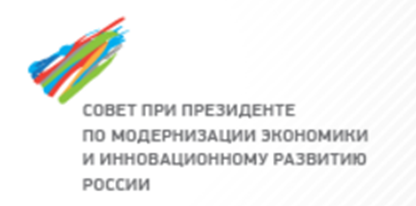 СОВЕТ ПРИ ПРЕЗИДЕНТЕ
ПО МОДЕРНИЗАЦИИ ЭКОНОМИКИ
И ИННОВАЦИОННОМУ РАЗВИТИЮ
РОССИИ